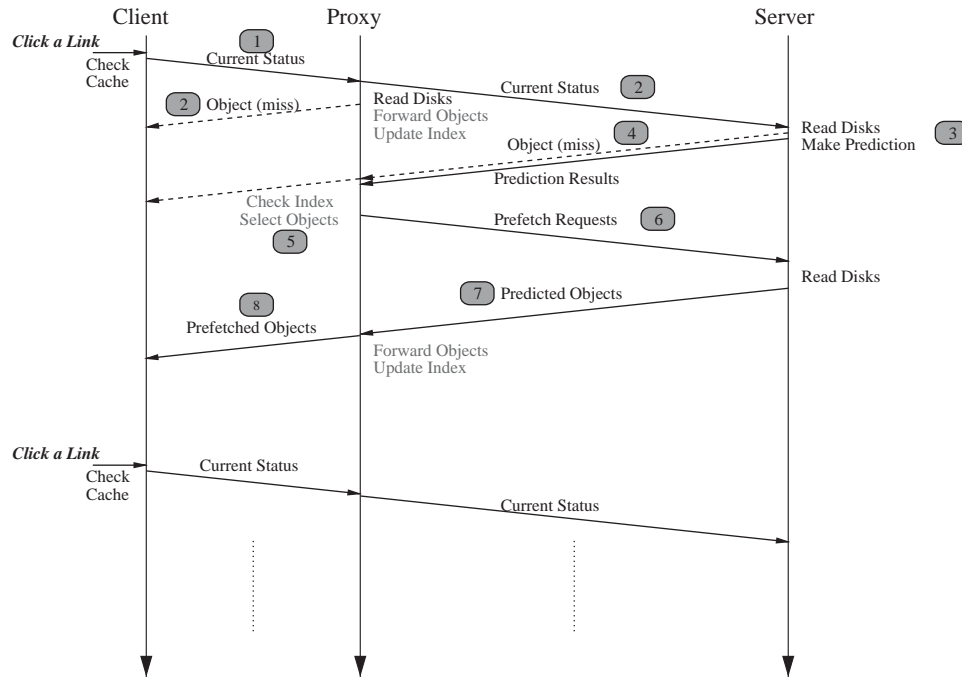 Client
Proxy
Server
Click a Link
1
Check
Cache
Current Status
Current Status
2
2
Object (miss)
Read Disks
Forward Objects
Update Index
4
Object (miss)
Read Disks
Make Prediction
3
Prediction Results
Check Index
Select Objects
5
Prefetch Requests
6
Read Disks
7
Predicted Objects
8
Prefetched Objects
Forward Objects
Update Index
Click a Link
Check
Cache
Current Status
Current Status